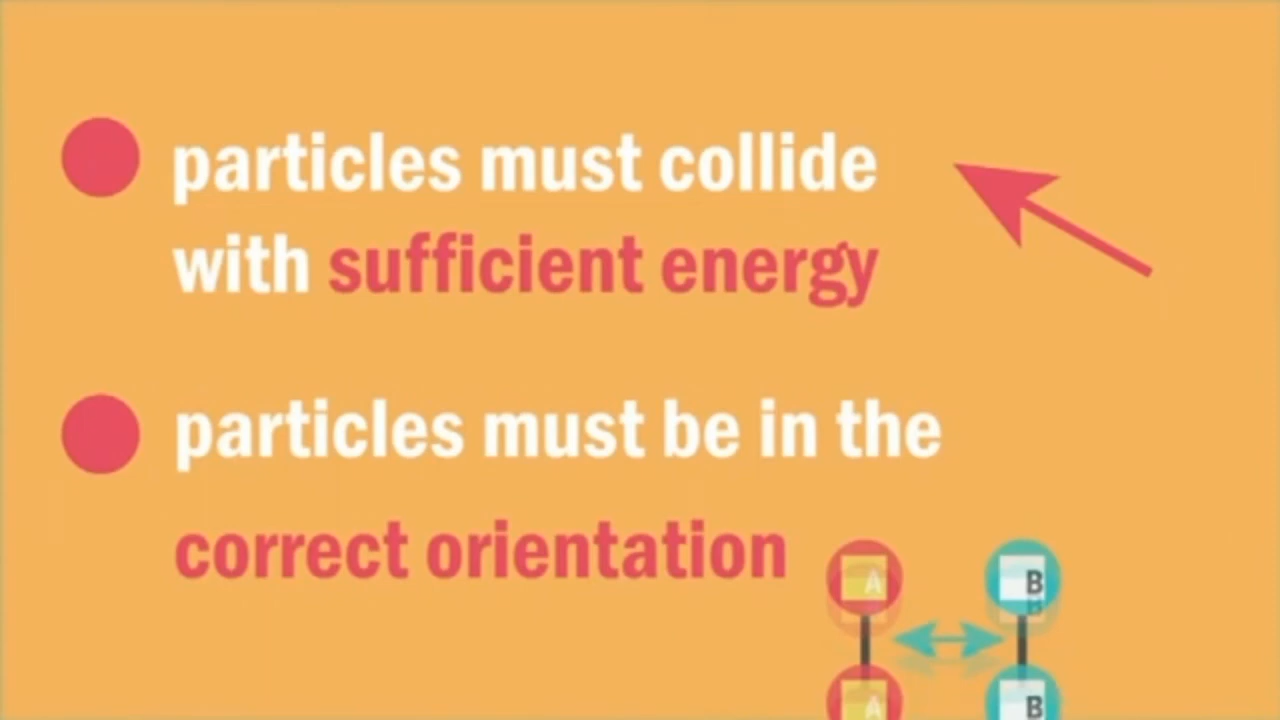 particles must collide
with sufficient energy
particles must be in the
correct orientation
A B
A B